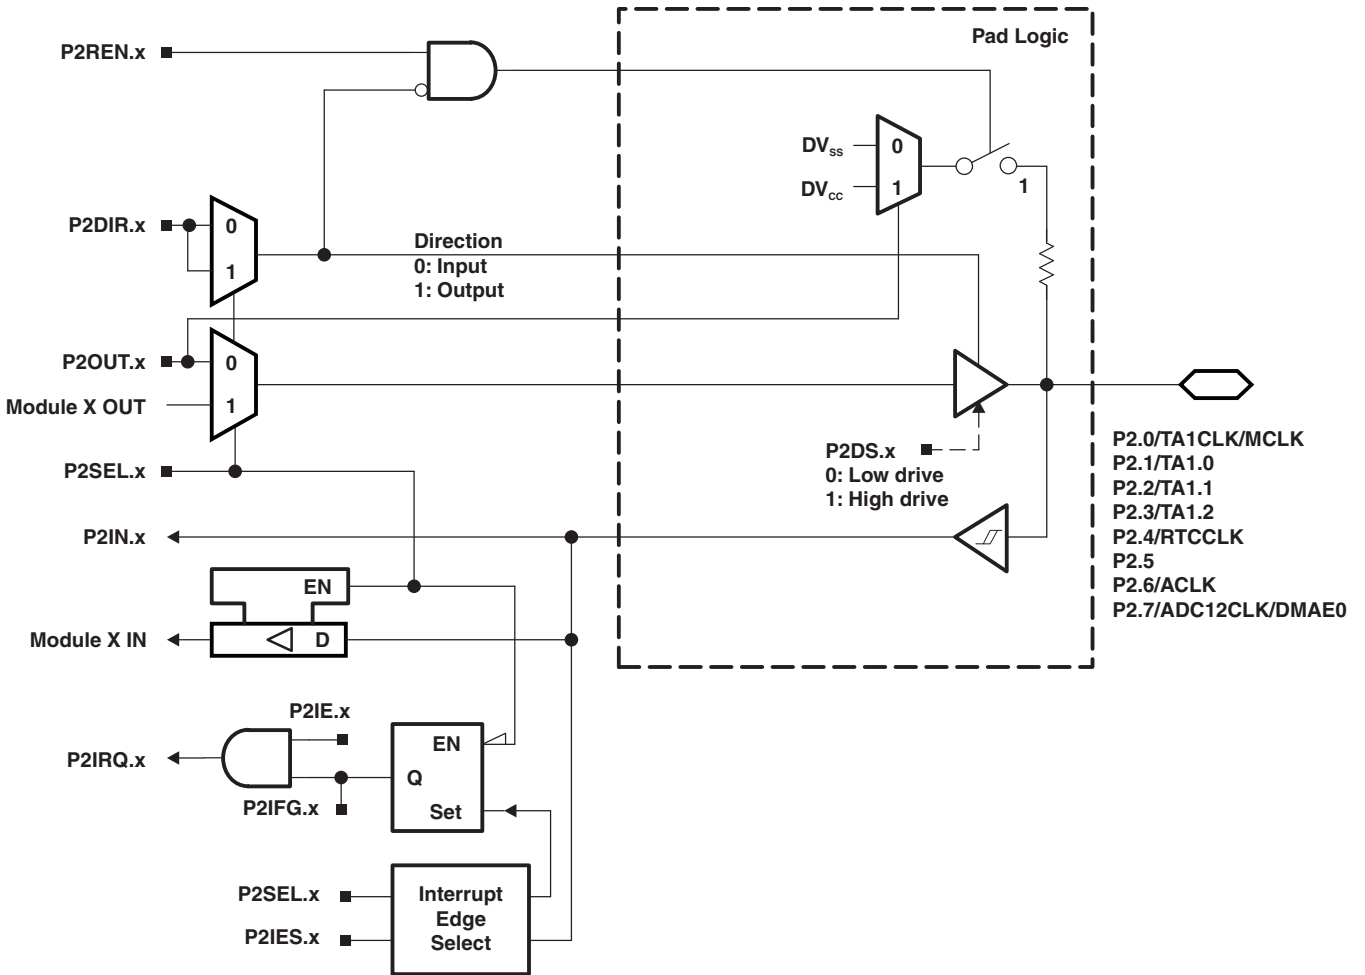 Pad Logic
P2REN.x
DVss
0
DVcc
1
1
P2DIR.x
0
1
Direction
0: Input
1: Output
P2OUT.x
0
Module X OUT
1
P2SEL.x
P2DS.x
0: Low drive
1: High drive
P2.0/TA1CLK/MCLK
P2.1/TA1.0
P2.2/TA1.1
P2.3/TA1.2
P2.4/RTCCLK
P2.5
P2.6/ACLK
P2.7/ADC12CLK/DMAE0
P2IN.x
EN
Module X IN
D
P2IE.x
P2IRQ.x
EN
Q
P2IFG.x
Set
P2SEL.x
P2IES.x
Interrupt
Edge
Select